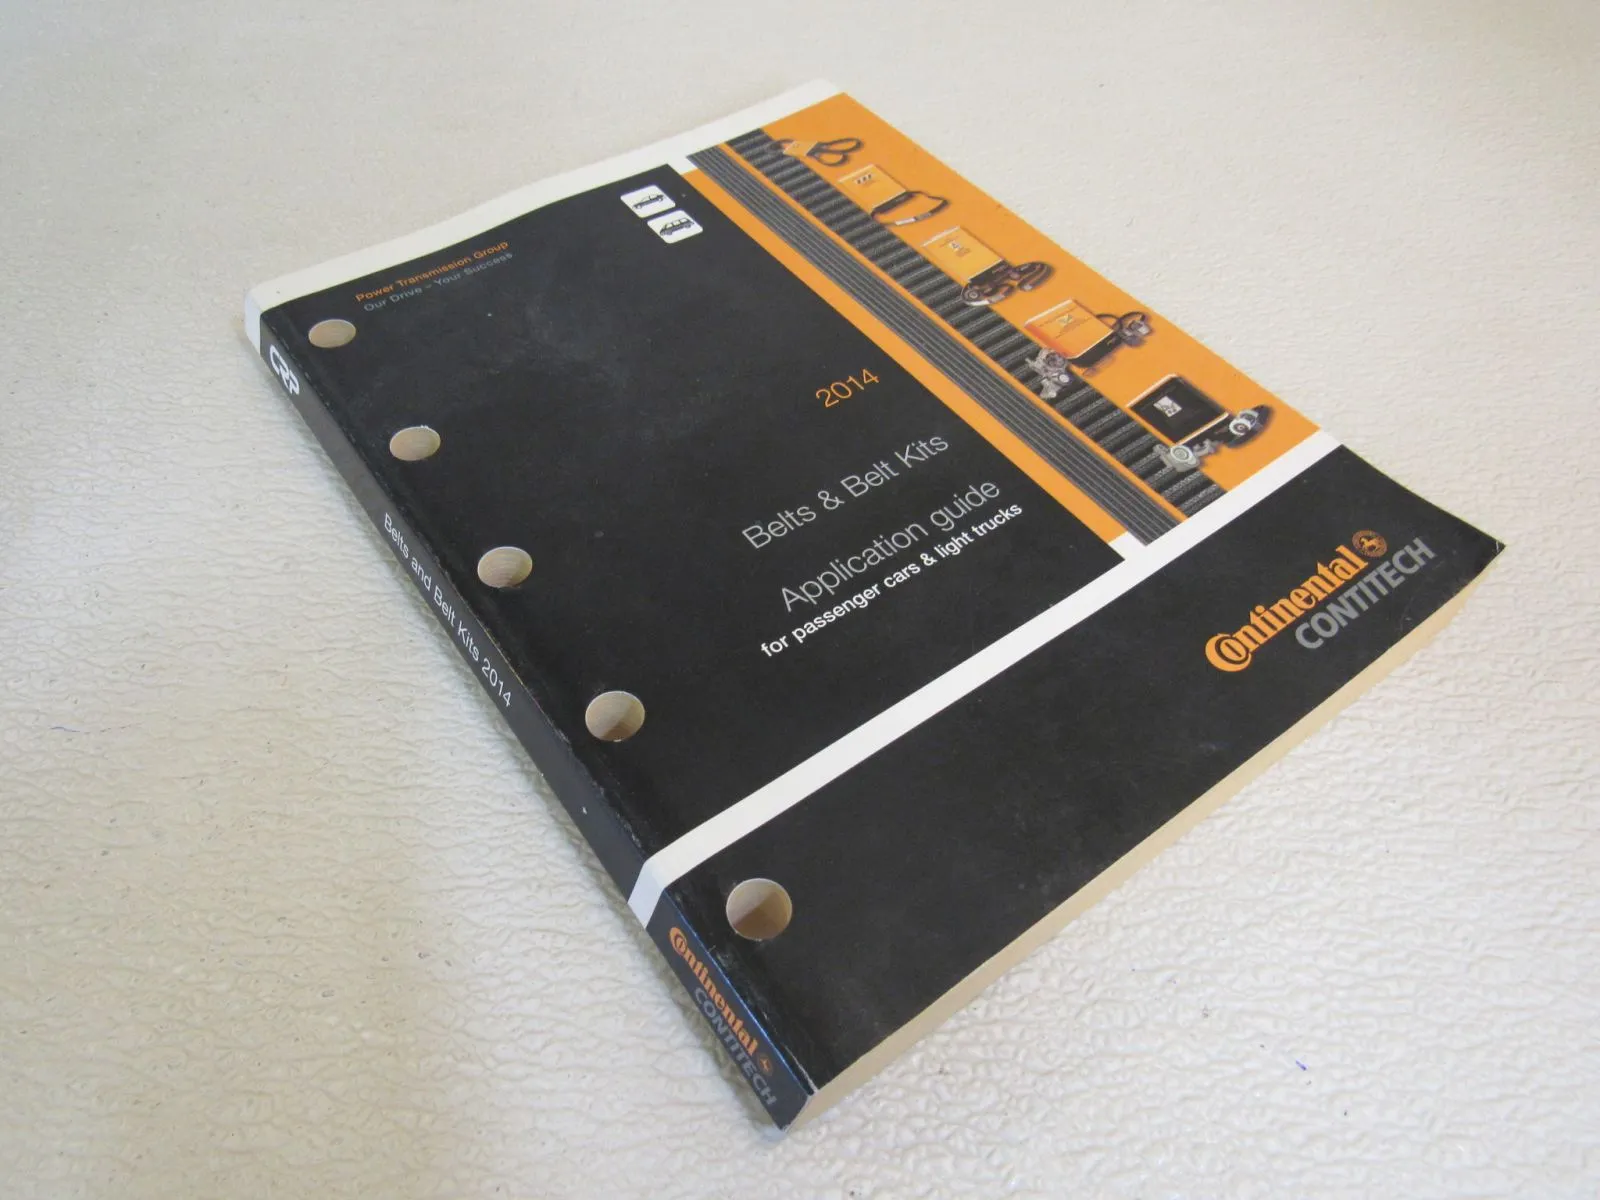 Power Transmission Group
Our Drive – Your Success
2014
Belts & Belt Kits
Application guide
for passenger cars & light trucks
Continental
CONTITECH
CRP
Belts and Belt Kits 2014
Continental
CONTITECH